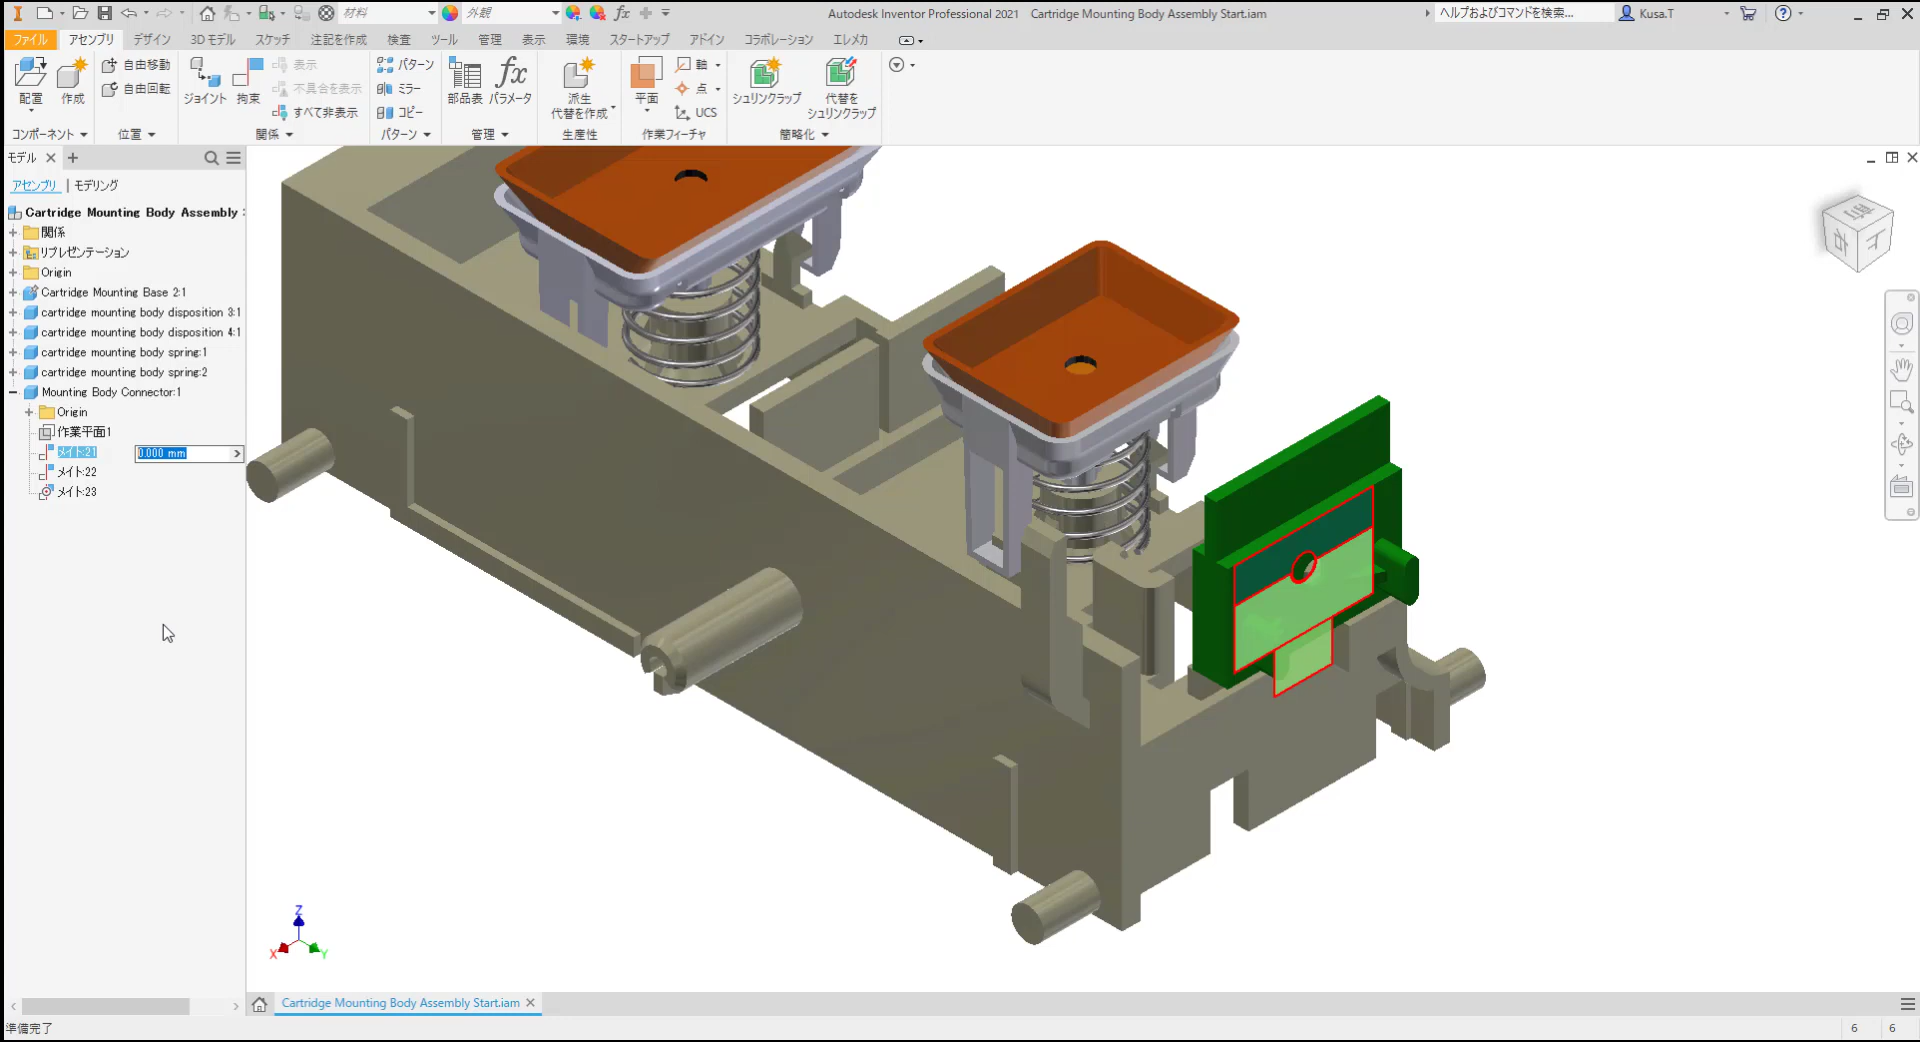 材料
外観
Autodesk Inventor Professional 2021 Cartridge Mounting Body Assembly Start.iam
ヘルプおよびコマンドを検索...
Kusa.T
ファイル
アセンブリ
デザイン
3D モデル
スケッチ
注記を作成
検査
ツール
管理
表示
環境
スタートアップ
アドイン
コラボレーション
エレメカ
配置
作成
自由移動
自由回転
ジョイント
拘束
表示
不具合を表示
すべて非表示
パターン
ミラー
コピー
部品表
パラメータ
派生
代替を作成
平面
軸
点
UCS
シュリンクラップ
代替を
シュリンクラップ
コンポーネント
位置
関係
パターン
管理
生産性
作業フィーチャ
簡略化
モデル
アセンブリ
モデリング
Cartridge Mounting Body Assembly
関係
リプレゼンテーション
Origin
Cartridge Mounting Base 2:1
cartridge mounting body disposition 3:1
cartridge mounting body disposition 4:1
cartridge mounting body spring:1
cartridge mounting body spring:2
Mounting Body Connector:1
Origin
作業平面1
メイト:21
0.000 mm
メイト:22
メイト:23
Z
X
Y
Cartridge Mounting Body Assembly Start.iam
準備完了
6
6